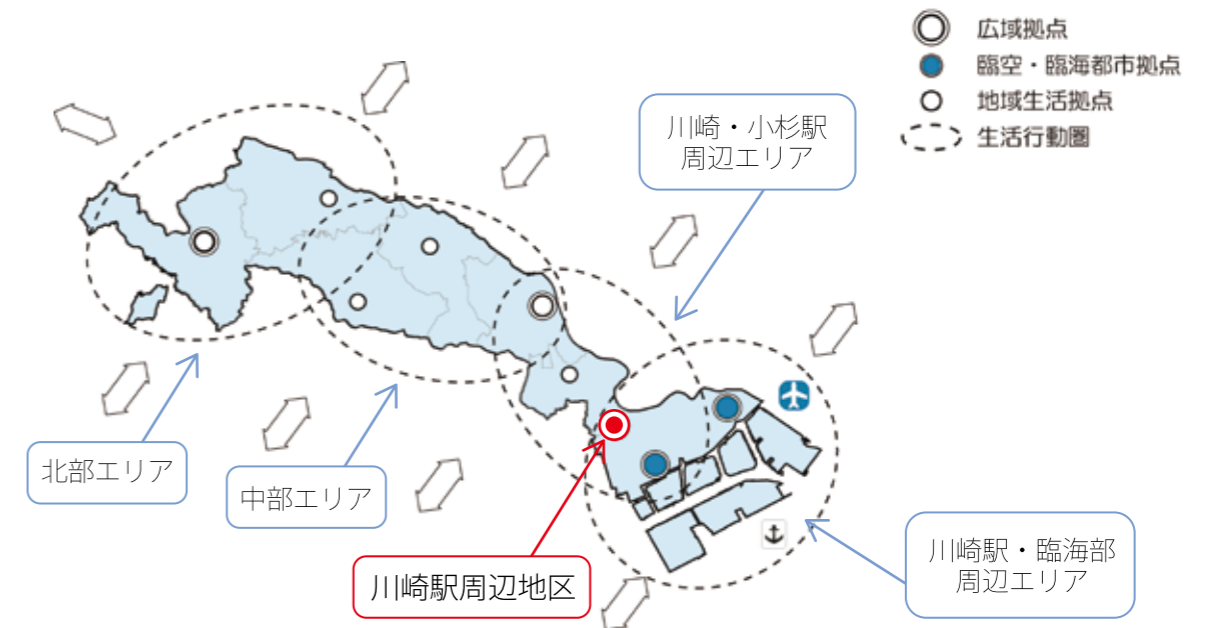 広域拠点
臨空・臨海都市拠点
地域生活拠点
生活行動圏
川崎・小杉駅
周辺エリア
北部エリア
中部エリア
川崎駅周辺地区
川崎駅・臨海部
周辺エリア